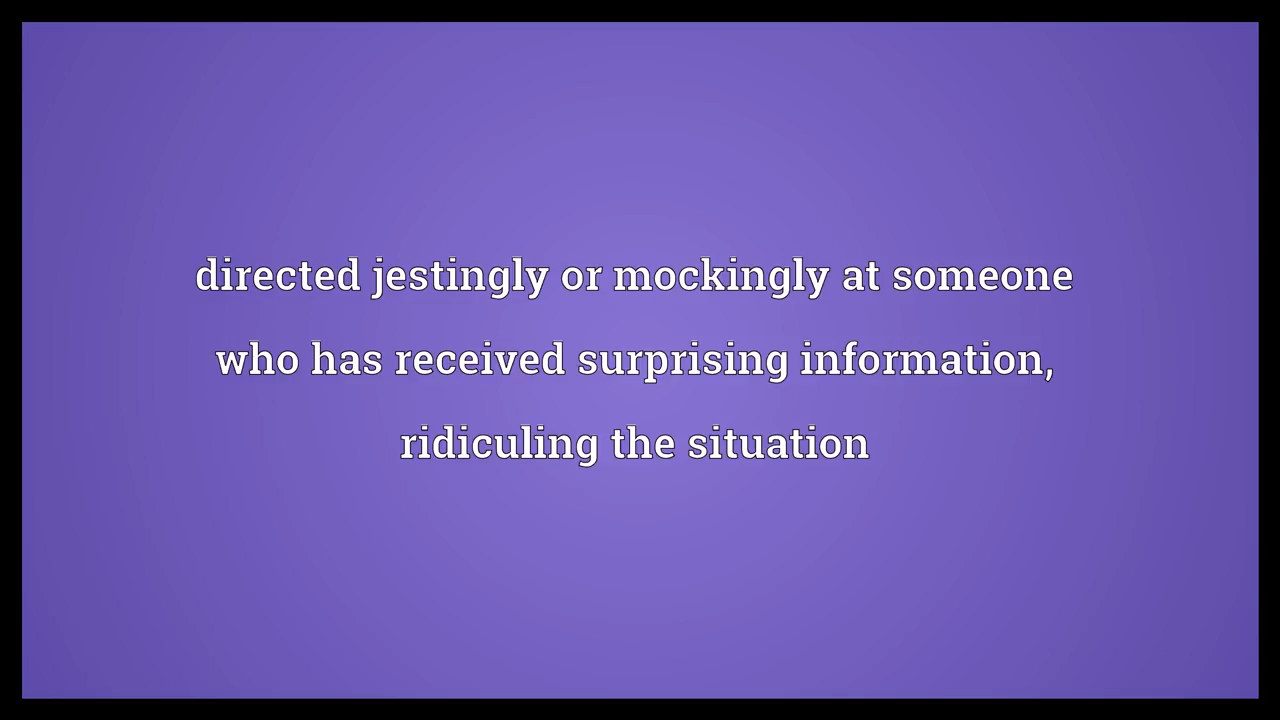 directed jestingly or mockingly at someone
who has received surprising information,
ridiculing the situation